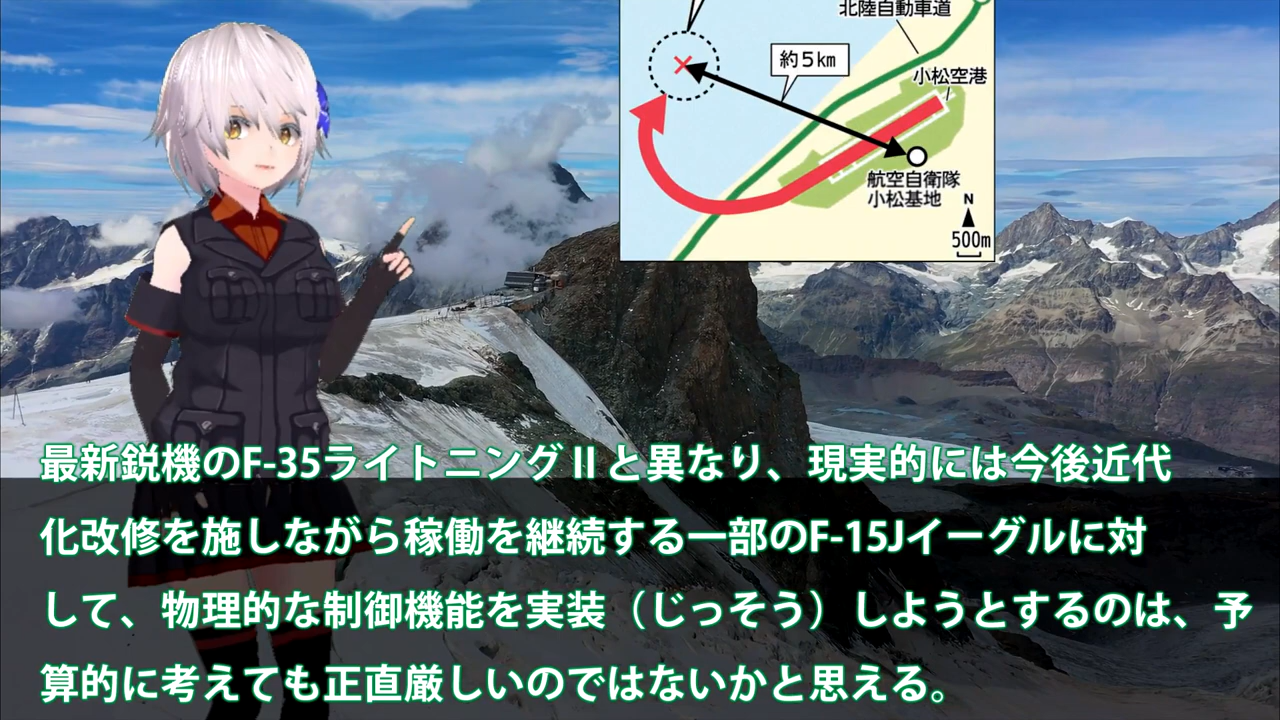 北陸自動車道
約5km
小松空港
航空自衛隊
小松基地
N
500m
最新鋭機のF-35ライトニングⅡと異なり、現実的には今後近代
化改修を施しながら稼働を継続する一部のF-15Jイーグルに対
して、物理的な制御機能を実装（じっそう）しようとするのは、予
算的に考えても正直厳しいのではないかと思える。